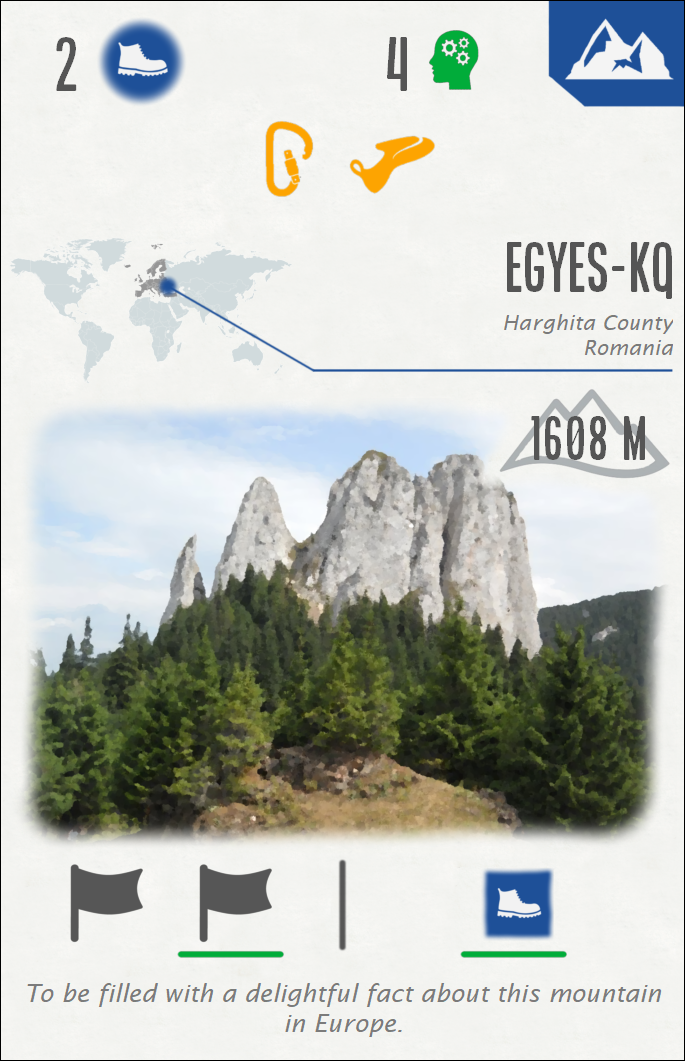 2
4
EGYES-KQ
Harghita County
Romania
1608 M
To be filled with a delightful fact about this mountain
in Europe.